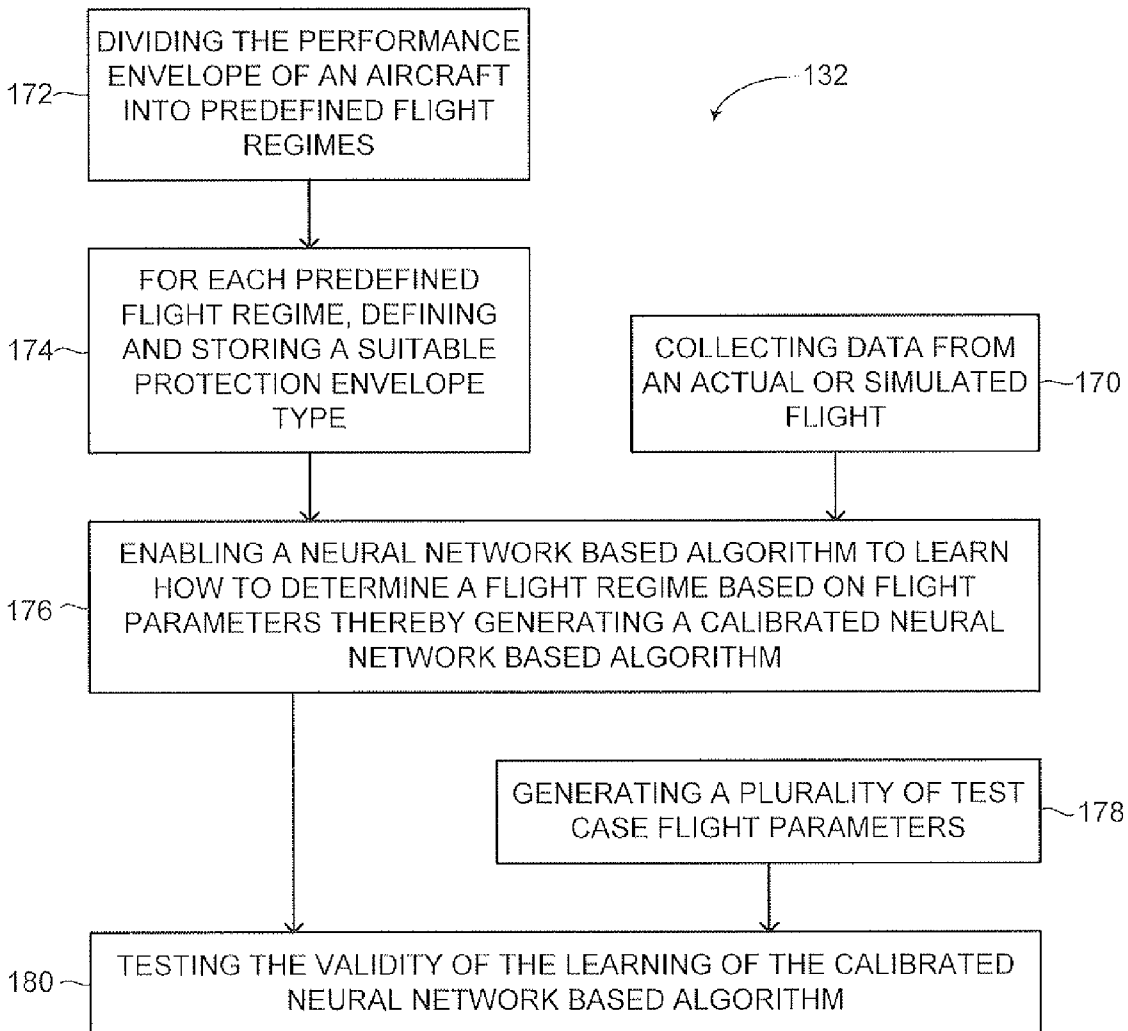 DIVIDING THE PERFORMANCE
ENVELOPE OF AN AIRCRAFT
INTO PREDEFINED FLIGHT
REGIMES
172
132
FOR EACH PREDEFINED
FLIGHT REGIME, DEFINING
AND STORING A SUITABLE
PROTECTION ENVELOPE
TYPE
174
COLLECTING DATA FROM
AN ACTUAL OR SIMULATED
FLIGHT
170
ENABLING A NEURAL NETWORK BASED ALGORITHM TO LEARN
HOW TO DETERMINE A FLIGHT REGIME BASED ON FLIGHT
PARAMETERS THEREBY GENERATING A CALIBRATED NEURAL
NETWORK BASED ALGORITHM
176
GENERATING A PLURALITY OF TEST
CASE FLIGHT PARAMETERS
178
TESTING THE VALIDITY OF THE LEARNING OF THE CALIBRATED
NEURAL NETWORK BASED ALGORITHM
180